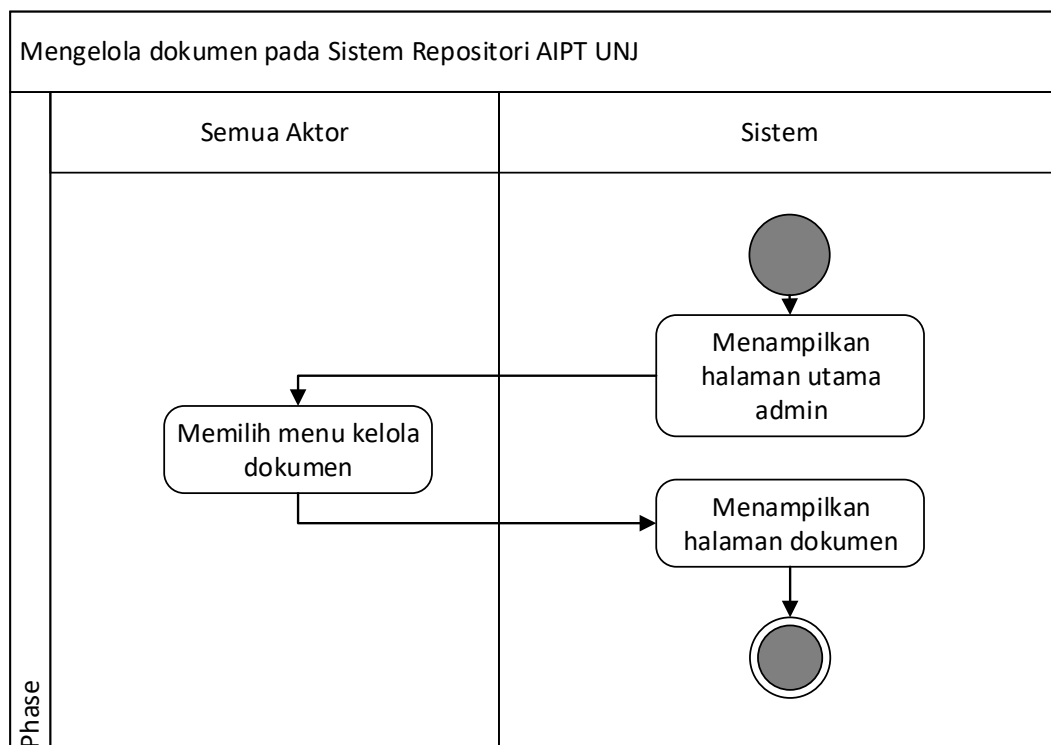 Mengelola dokumen pada Sistem Repositori AIPT UNJ
Semua Aktor
Sistem
Menampilkan
halaman utama
admin
Memilih menu kelola
dokumen
Menampilkan
halaman dokumen
Phase